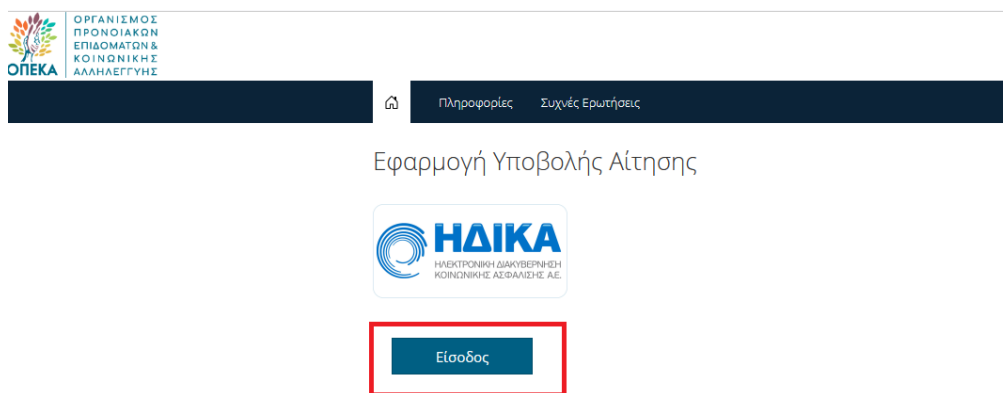 ΟΡΓΑΝΙΣΜΟΣ
ΠΡΟΝΟΙΑΚΩΝ
ΕΠΙΔΟΜΑΤΩΝ &
ΚΟΙΝΩΝΙΚΗΣ
ΑΛΛΗΛΕΓΓΥΗΣ
ΟΠΕΚΑ
Πληροφορίες Συχνές Ερωτήσεις
Εφαρμογή Υποβολής Αίτησης
ΗΔΙΚΑ
ΗΛΕΚΤΡΟΝΙΚΗ ΔΙΑΚΥΒΕΡΝΗΣΗ
ΚΟΙΝΩΝΙΚΗΣ ΑΣΦΑΛΙΣΗΣ Α.Ε.
Είσοδος